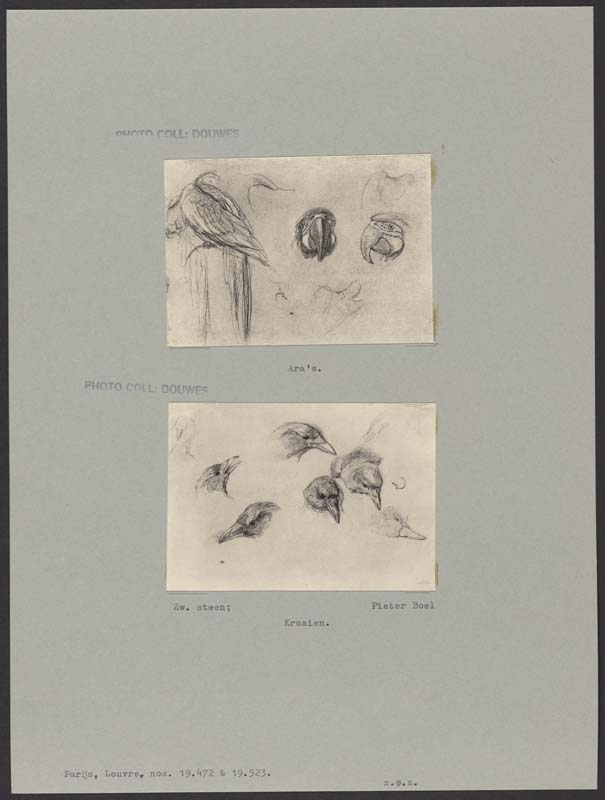 PHOTO COLL: DOUWES
Ara's.
PHOTO COLL: DOUWES
Zw. steen; Pieter Boel
Kraaien.
Parijs, Louvre, nos. 19.472 & 19.523.
z.o.z.